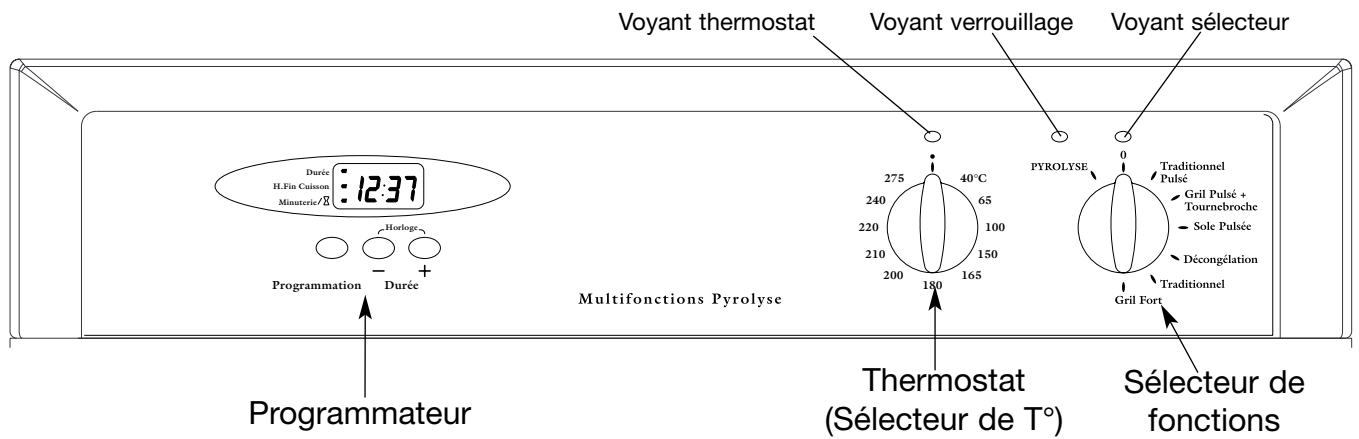 Voyant thermostat
Voyant verrouillage
Voyant sélecteur
Durée
H.Fin Cuisson
Minuterie/
12:37
Horloge
− +
Programmation Durée
Multifonctions Pyrolyse
275
240
220
210
200
180
165
150
100
65
40°C
PYROLYSE
0
Traditionnel
Pulsé
Gril Pulsé +
Tournebroche
Sole Pulsée
Décongélation
Traditionnel
Gril Fort
Programmateur
Thermostat
(Sélecteur de T°)
Sélecteur de
fonctions